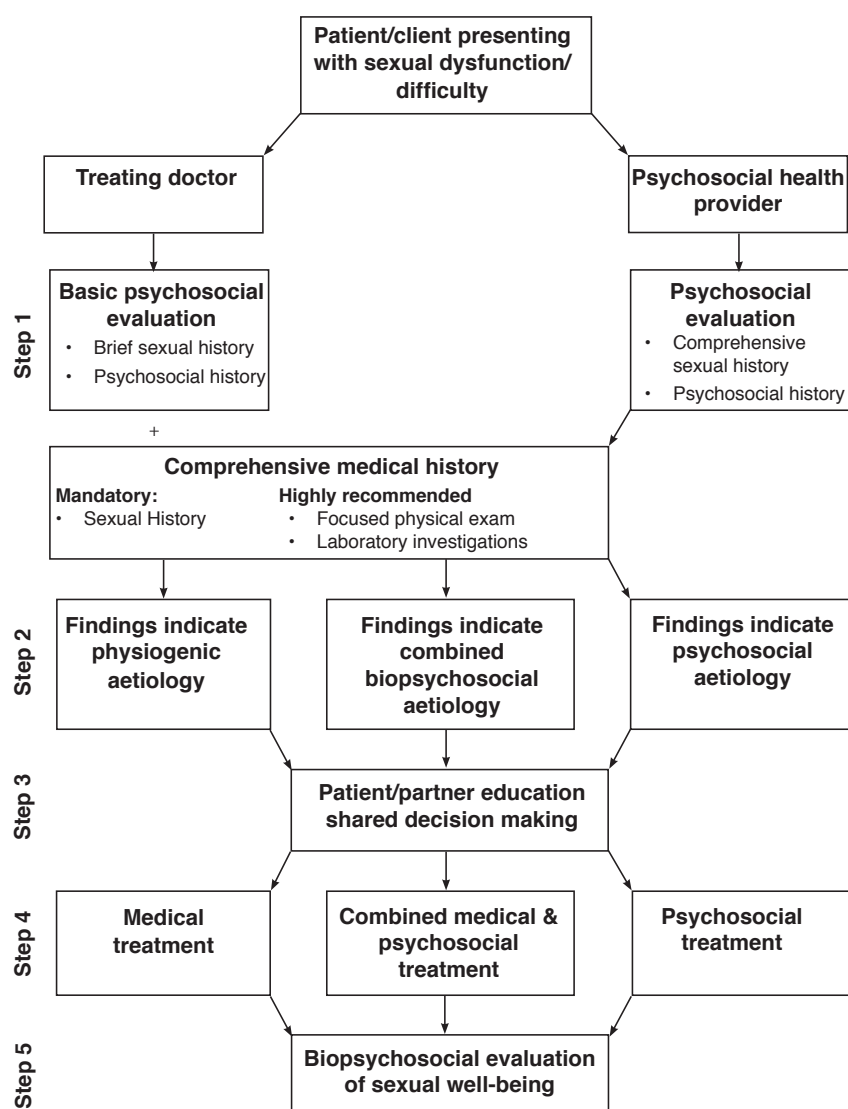 Patient/client presenting
with sexual dysfunction/
difficulty
Treating doctor
Psychosocial health
provider
Step 1
Basic psychosocial
evaluation
• Brief sexual history
• Psychosocial history
Psychosocial
evaluation
• Comprehensive
sexual history
• Psychosocial history
+
Comprehensive medical history
Mandatory:
• Sexual History
Highly recommended
• Focused physical exam
• Laboratory investigations
Step 2
Findings indicate
physiogenic
aetiology
Findings indicate
combined
biopsychosocial
aetiology
Findings indicate
psychosocial
aetiology
Step 3
Patient/partner education
shared decision making
Step 4
Medical
treatment
Combined medical &
psychosocial
treatment
Psychosocial
treatment
Step 5
Biopsychosocial evaluation
of sexual well-being